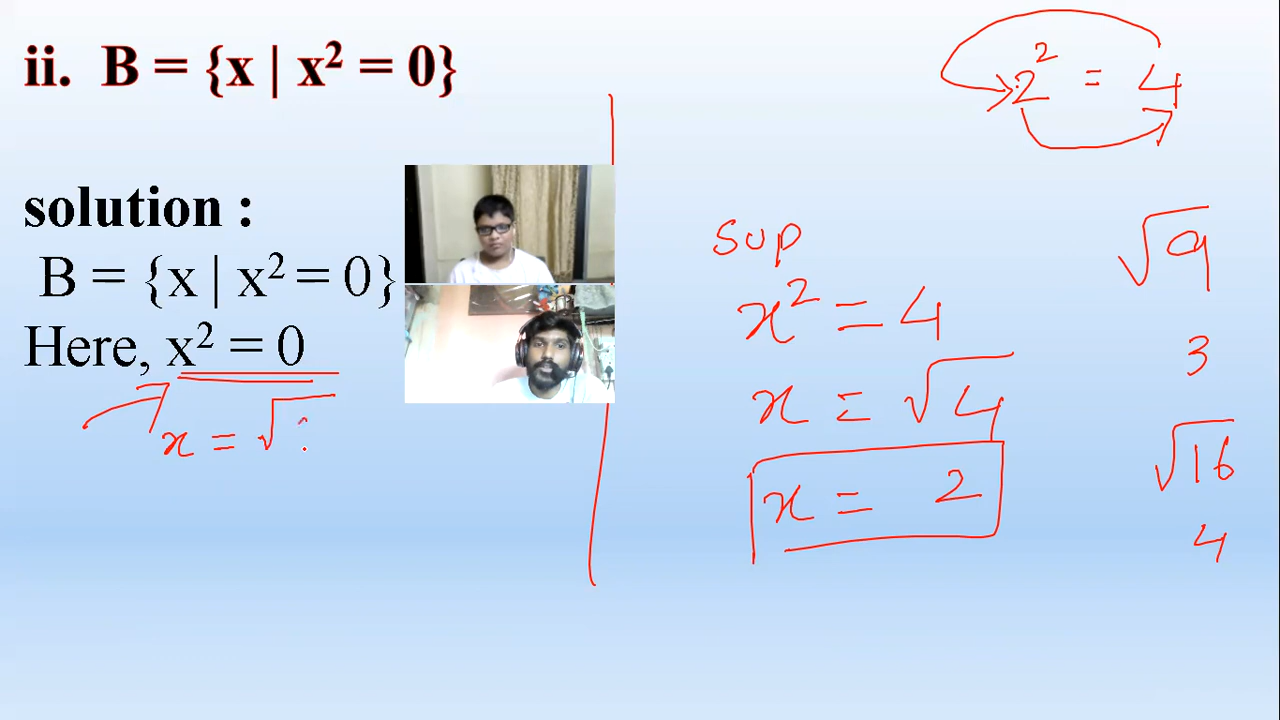 ii. B = {x | x² = 0}
solution :
B = {x | x² = 0}
Here, x² = 0
x = √
2² = 4
sup
x² = 4
x = √4
x = 2
√9
3
√16
4